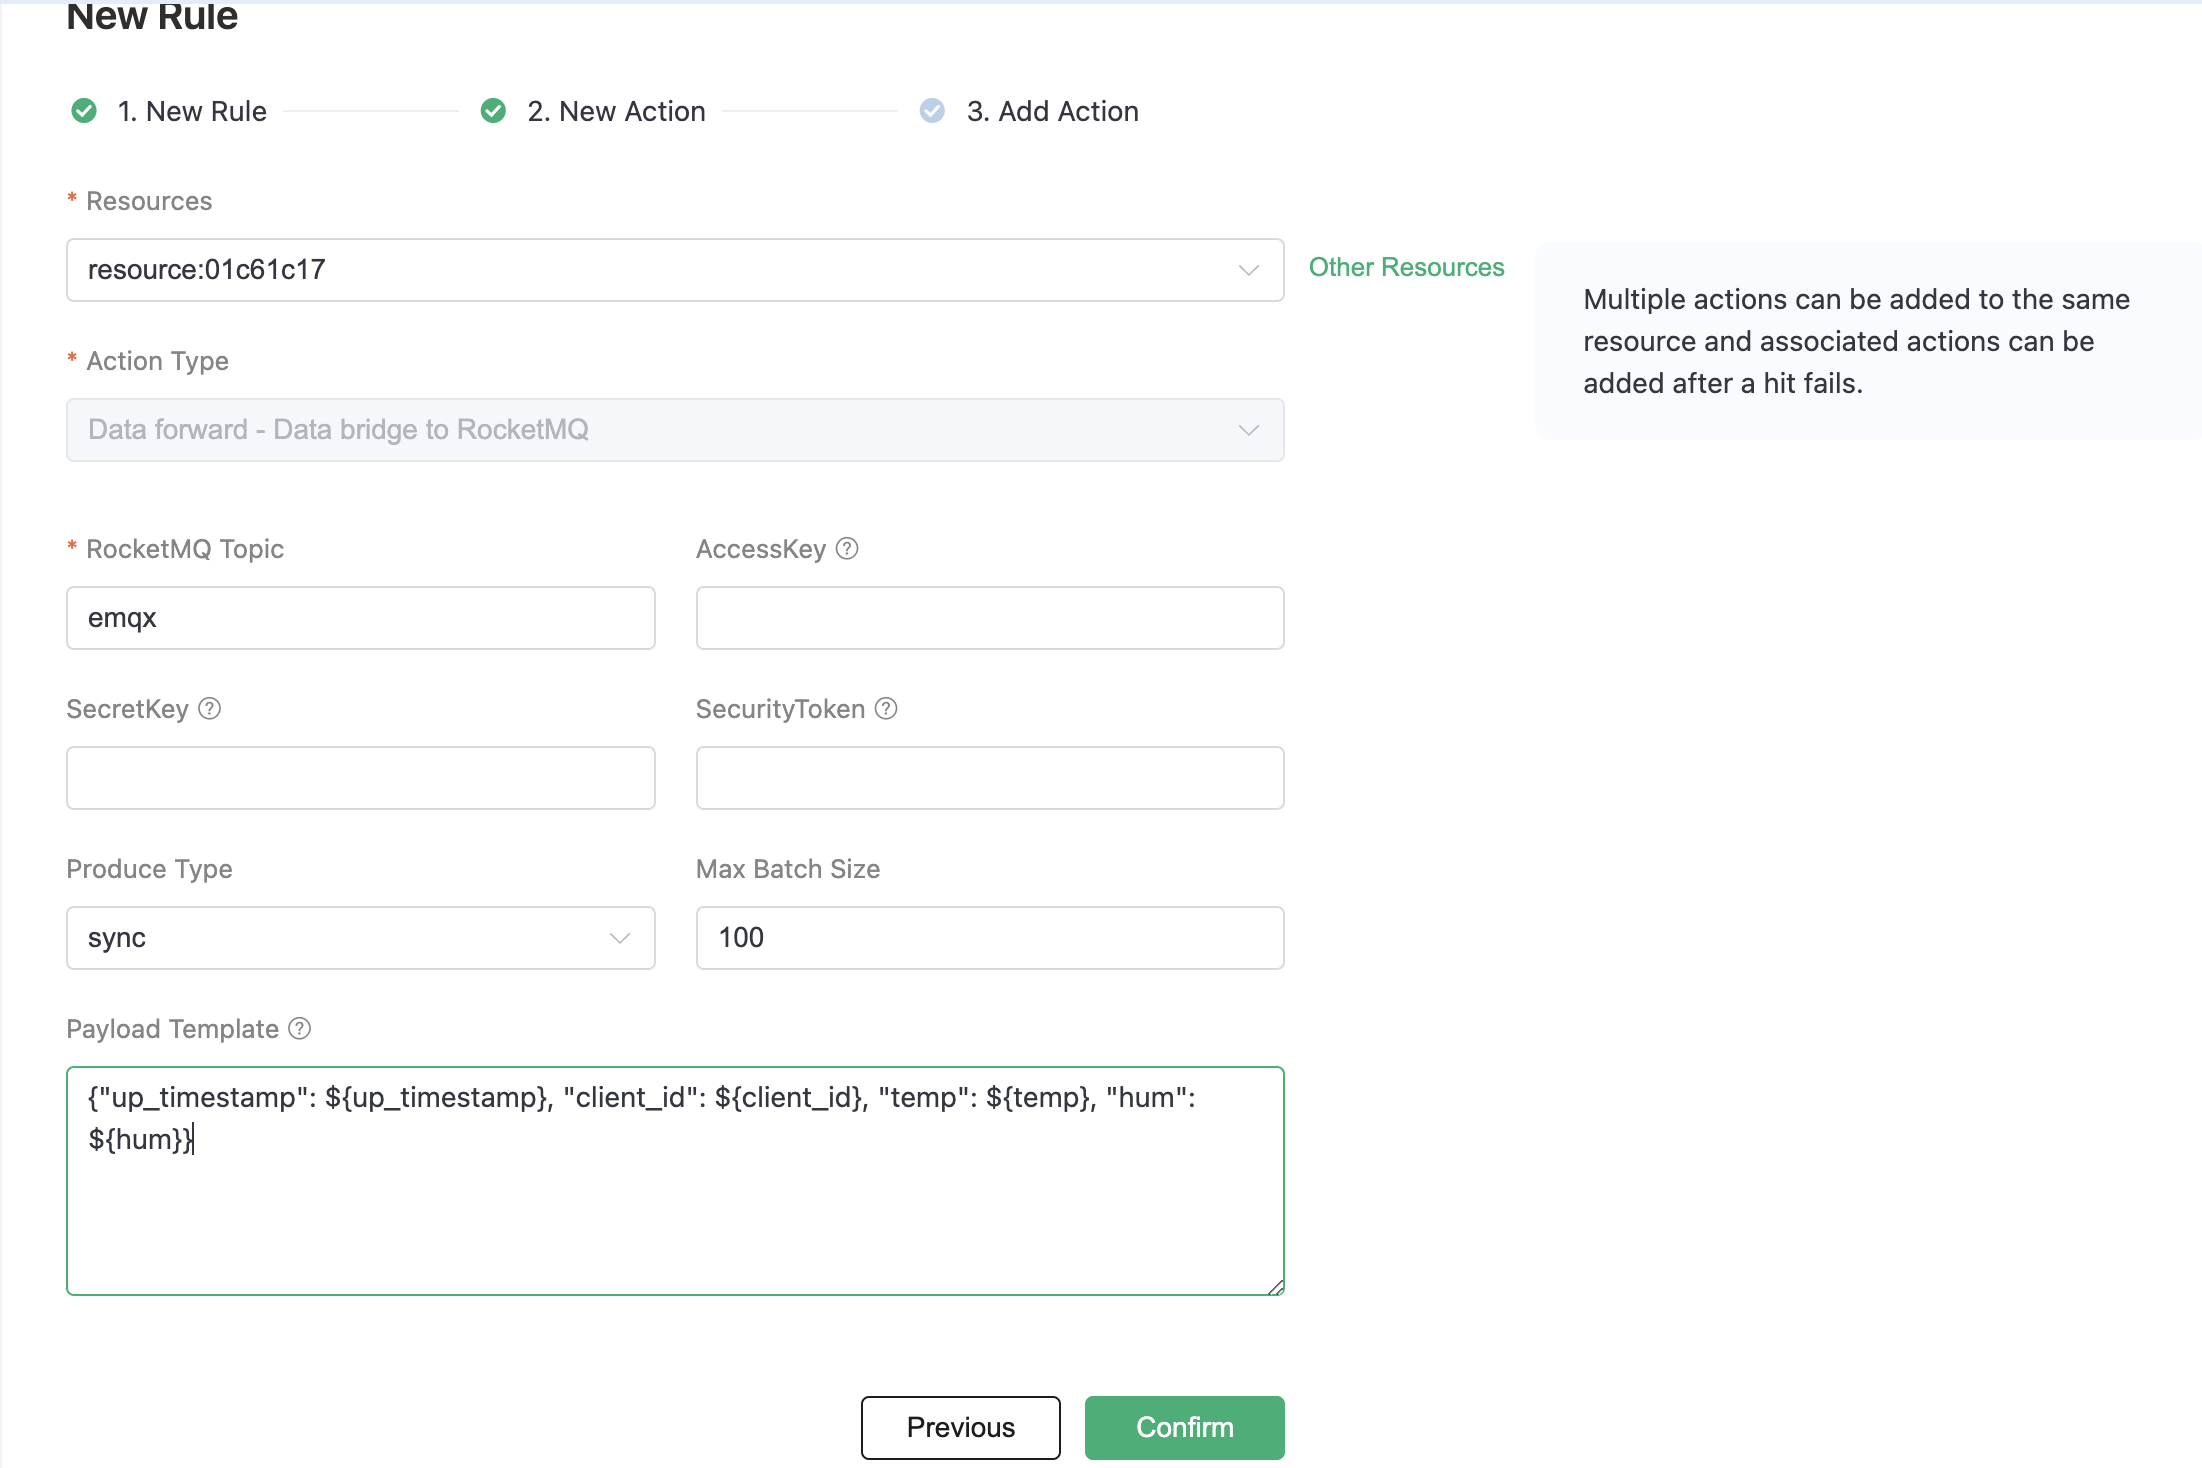 New Rule
1. New Rule
2. New Action
3. Add Action
* Resources
resource:01c61c17
Other Resources
Multiple actions can be added to the same
resource and associated actions can be
added after a hit fails.
* Action Type
Data forward - Data bridge to RocketMQ
* RocketMQ Topic
AccessKey ?
emqx
SecretKey ?
SecurityToken ?
Produce Type
Max Batch Size
sync
100
Payload Template ?
{"up_timestamp": ${up_timestamp}, "client_id": ${client_id}, "temp": ${temp}, "hum":
${hum}}
Previous
Confirm